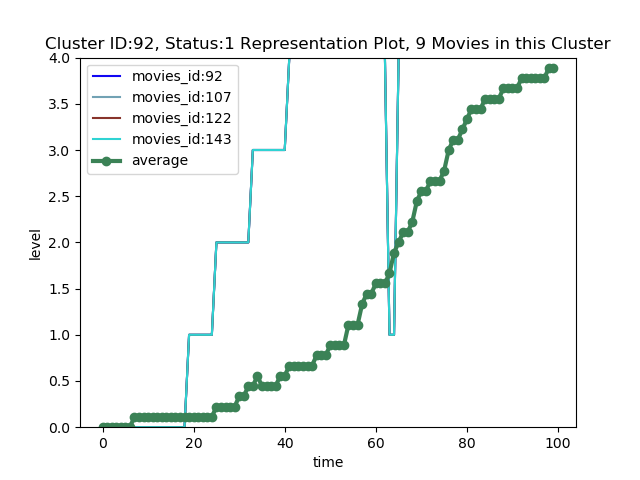 Cluster ID:92, Status:1 Representation Plot, 9 Movies in this Cluster
4.0
3.5
3.0
2.5
2.0
1.5
1.0
0.5
0.0
level
movies_id:92
movies_id:107
movies_id:122
movies_id:143
average
0 20 40 60 80 100
time